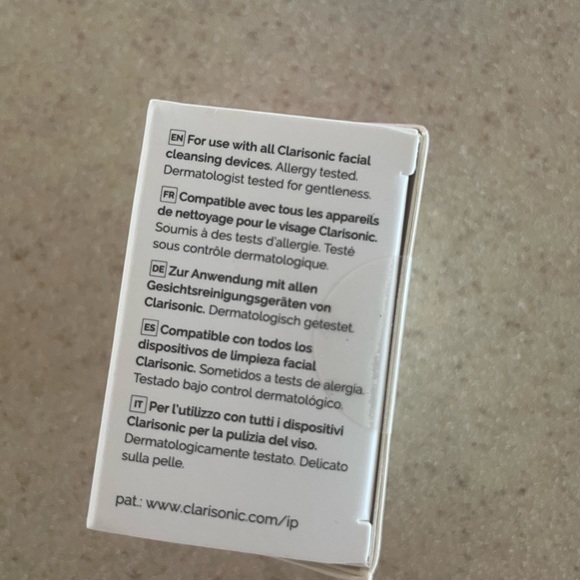 EN For use with all Clarisonic facial
cleansing devices. Allergy tested.
Dermatologist tested for gentleness.
FR Compatible avec tous les appareils
de nettoyage pour le visage Clarisonic.
Soumis à des tests d'allergie. Testé
sous contrôle dermatologique.
DE Zur Anwendung mit allen
Gesichtsreinigungsgeräten von
Clarisonic. Dermatologisch getestet.
ES Compatible con todos los
dispositivos de limpieza facial
Clarisonic. Sometidos a tests de alergia.
Testado bajo control dermatológico.
IT Per l'utilizzo con tutti i dispositivi
Clarisonic per la pulizia del viso.
Dermatologicamente testato. Delicato
sulla pelle.
pat.: www.clarisonic.com/ip